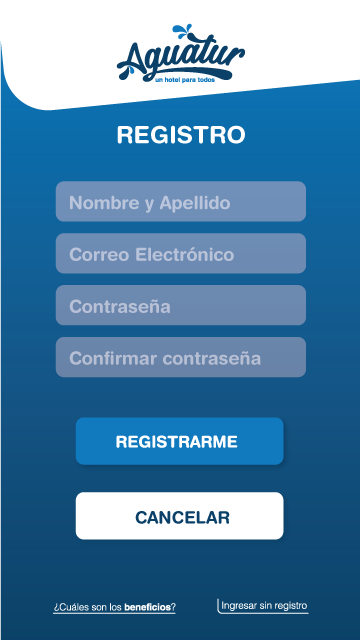 Aguatur
un hotel para todos
REGISTRO
Nombre y Apellido
Correo Electrónico
Contraseña
Confirmar contraseña
REGISTRARME
CANCELAR
¿Cuáles son los beneficios?
Ingresar sin registro